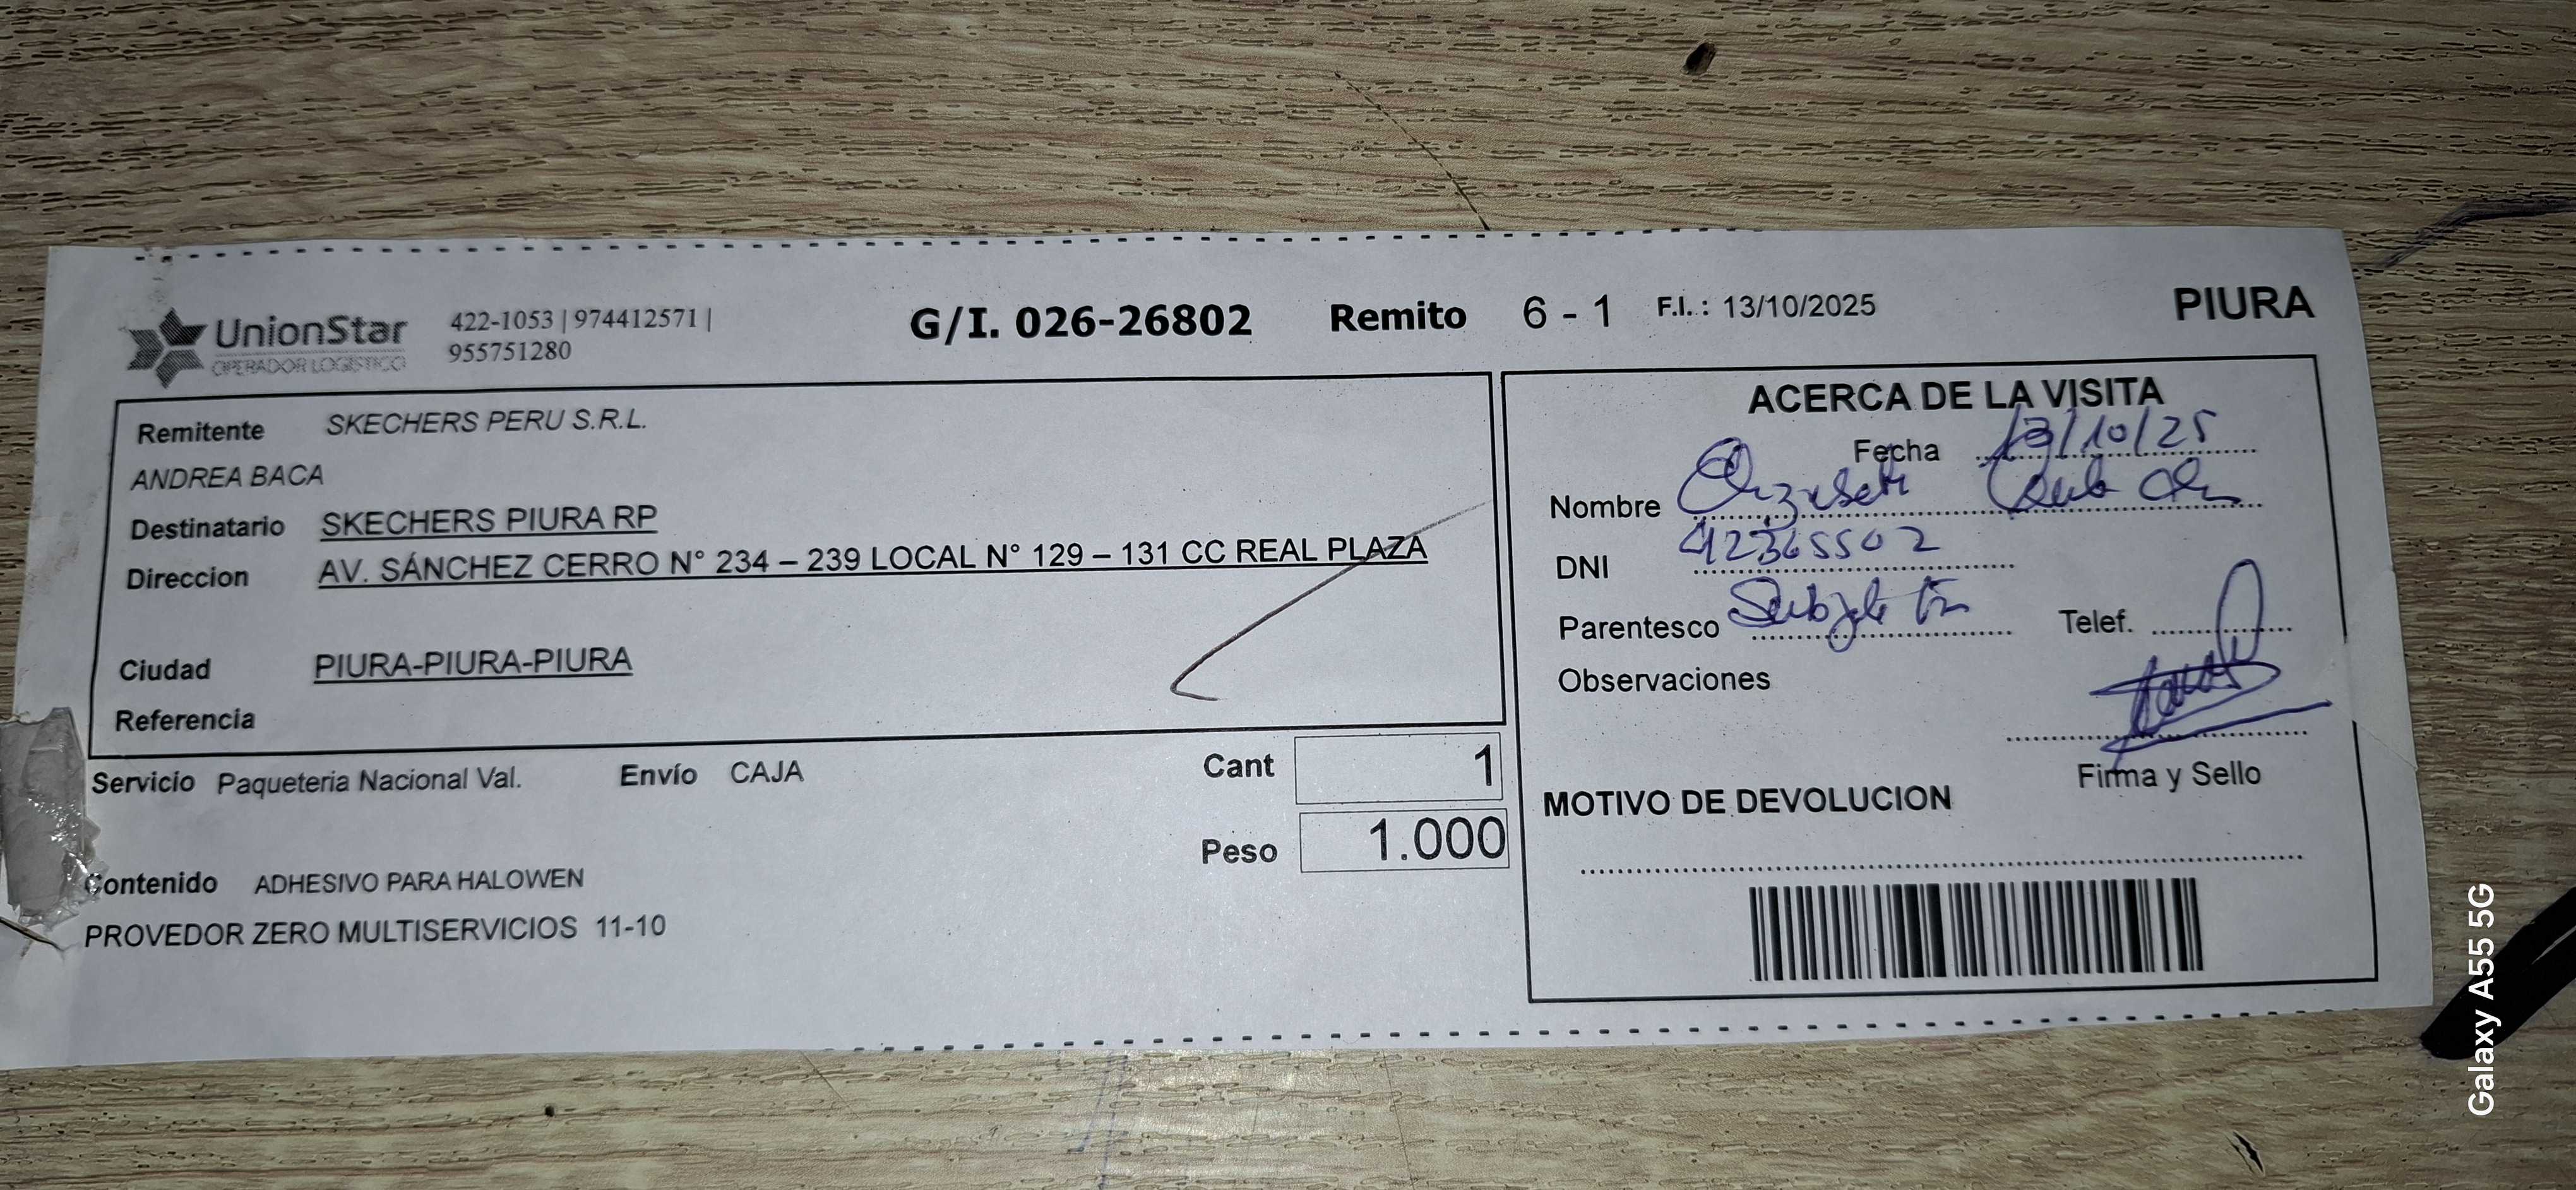 UnionStar
OPERADOR LOGÍSTICO
422-1053 | 974412571 |
955751280
G/I. 026-26802 Remito 6 - 1 F.I. : 13/10/2025 PIURA
Remitente SKECHERS PERU S.R.L.
ANDREA BACA
Destinatario SKECHERS PIURA RP
Direccion AV. SÁNCHEZ CERRO N° 234 – 239 LOCAL N° 129 – 131 CC REAL PLAZA
Ciudad PIURA-PIURA-PIURA
Referencia
Servicio Paqueteria Nacional Val. Envío CAJA
Cant 1
Peso 1.000
Contenido ADHESIVO PARA HALOWEN
PROVEDOR ZERO MULTISERVICIOS 11-10
ACERCA DE LA VISITA
Fecha 13/10/25
Nombre
DNI 42365502
Parentesco
Telef.
Observaciones
Firma y Sello
MOTIVO DE DEVOLUCION
Galaxy A55 5G